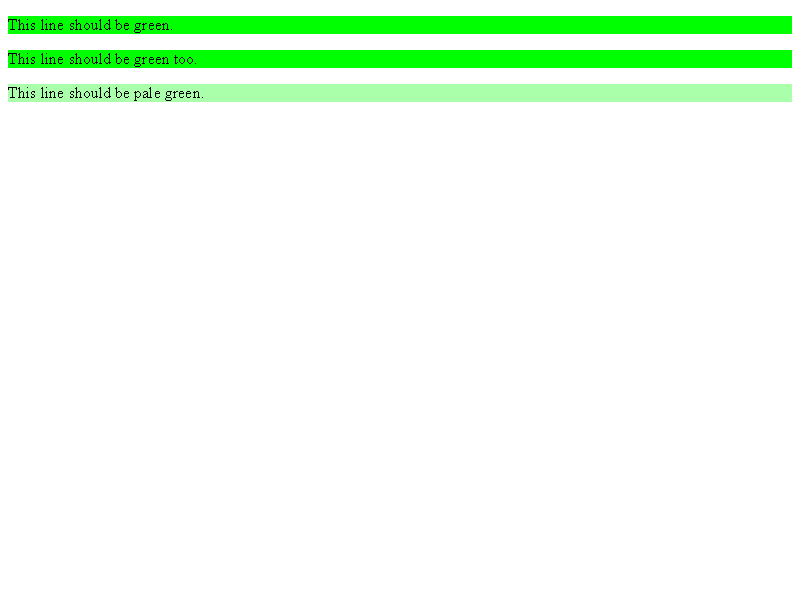 This line should be green.
This line should be green too.
This line should be pale green.